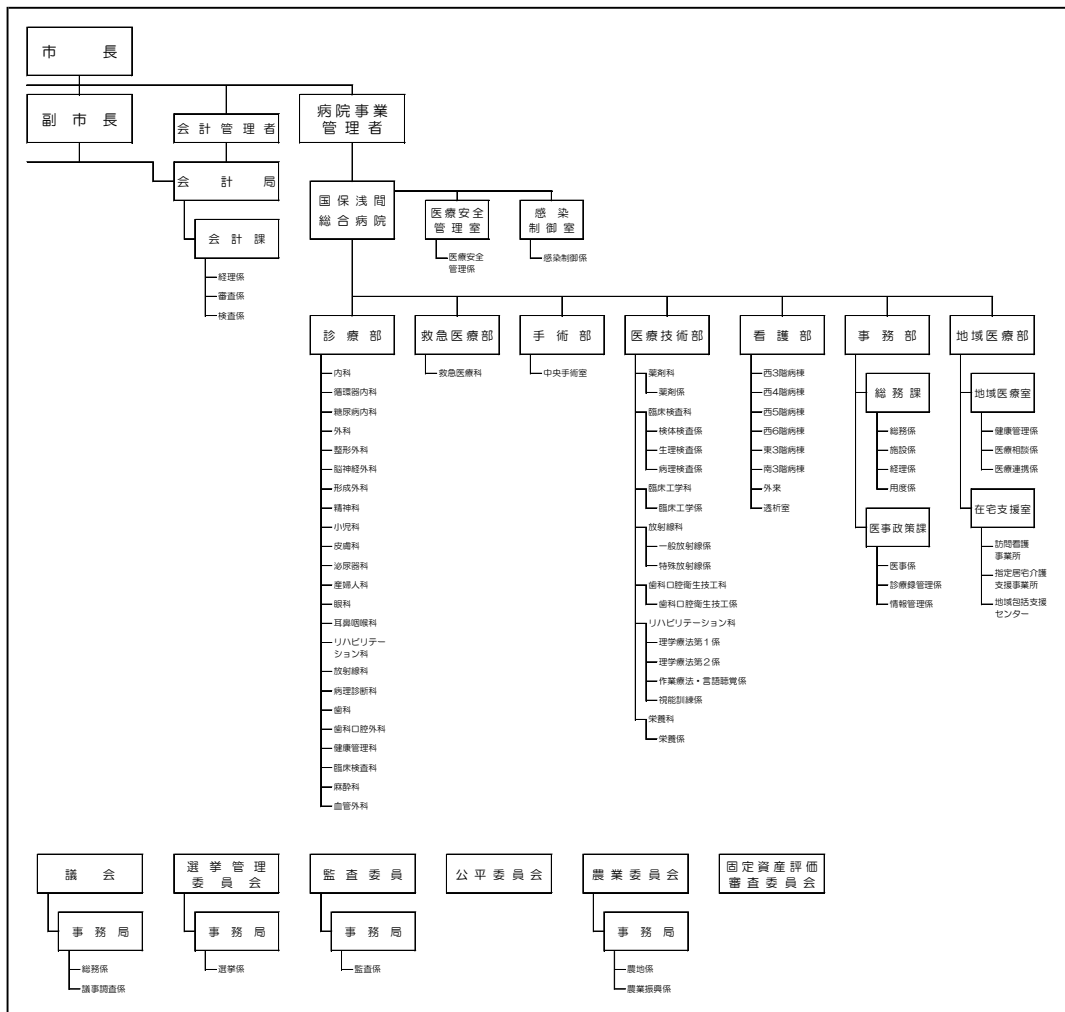 市長
副市長
会計管理者
病院事業
管理者
会計局
会計課
経理係
審査係
検査係
国保浅間
総合病院
医療安全
管理室
医療安全
管理係
感染
制御室
感染制御係
診療部
内科
循環器内科
糖尿病内科
外科
整形外科
脳神経外科
形成外科
精神科
小児科
皮膚科
泌尿器科
産婦人科
眼科
耳鼻咽喉科
リハビリテー
ション科
放射線科
病理診断科
歯科
歯科口腔外科
健康管理科
臨床検査科
麻酔科
血管外科
救急医療部
救急医療科
手術部
中央手術室
医療技術部
薬剤科
薬剤係
臨床検査科
検体検査係
生理検査係
病理検査係
臨床工学科
臨床工学係
放射線科
一般放射線係
特殊放射線係
歯科口腔衛生技工科
歯科口腔衛生技工係
リハビリテーション科
理学療法第1係
理学療法第2係
作業療法・言語聴覚係
視能訓練係
栄養科
栄養係
看護部
西3階病棟
西4階病棟
西5階病棟
西6階病棟
東3階病棟
南3階病棟
外来
透析室
事務部
総務課
総務係
施設係
経理係
用度係
医事政策課
医事係
診療録管理係
情報管理係
地域医療部
地域医療室
健康管理係
医療相談係
医療連携係
在宅支援室
訪問看護
事業所
指定居宅介護
支援事業所
地域包括支援
センター
議会
事務局
総務係
議事調査係
選挙管理
委員会
事務局
選挙係
監査委員
事務局
監査係
公平委員会
農業委員会
事務局
農地係
農業振興係
固定資産評価
審査委員会